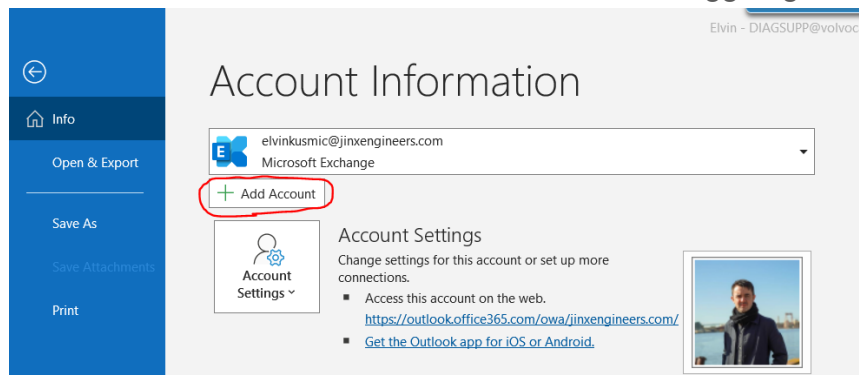 Elvin - DIAGSUPP@volvoc
Account Information
Info
elvinkusmic@jinxengineers.com
Microsoft Exchange
Open & Export
+ Add Account
Save As
Account Settings
Change settings for this account or set up more
connections.
Account
Settings
Save Attachments
Access this account on the web.
https://outlook.office365.com/owa/jinxengineers.com/
Print
Get the Outlook app for iOS or Android.